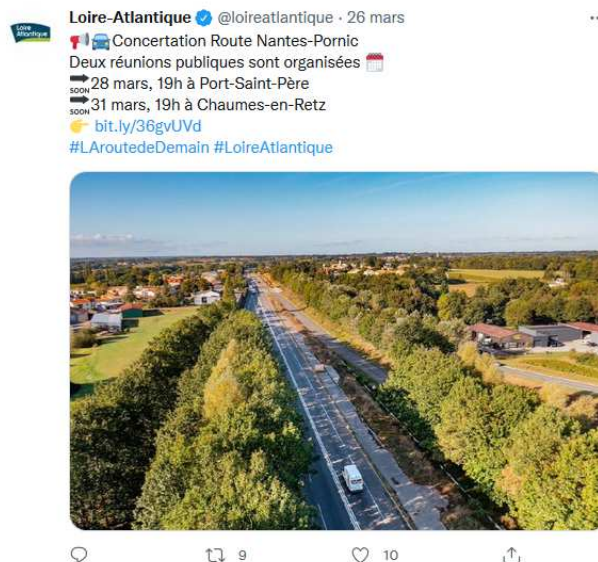 Loire-Atlantique @loireatlantique · 26 mars
Loire Atlantique
📢🚘Concertation Route Nantes-Pornic
Deux réunions publiques sont organisées 📅
🔜28 mars, 19h à Port-Saint-Père
🔜31 mars, 19h à Chaumes-en-Retz
👉 bit.ly/36gvUVd
#LAroutedeDemain #LoireAtlantique
9 10